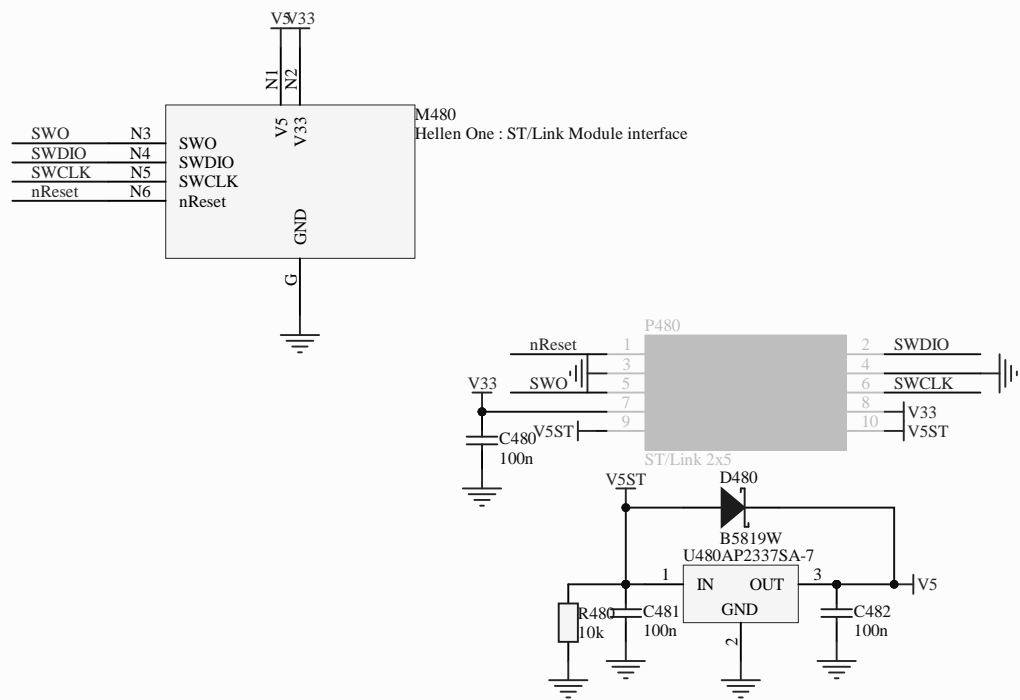 V5
V33
N1
N2
M480
Hellen One : ST/Link Module interface
V5
V33
SWO
N3
SWO
SWDIO
N4
SWDIO
SWCLK
N5
SWCLK
nReset
N6
nReset
GND
G
P480
nReset
1
2
SWDIO
3
4
SWO
5
6
SWCLK
V33
7
8
V33
V5ST
9
10
V5ST
C480
100n
ST/Link 2x5
V5ST
D480
B5819W
U480AP2337SA-7
1
IN
OUT
3
V5
GND
2
R480
10k
C481
100n
C482
100n